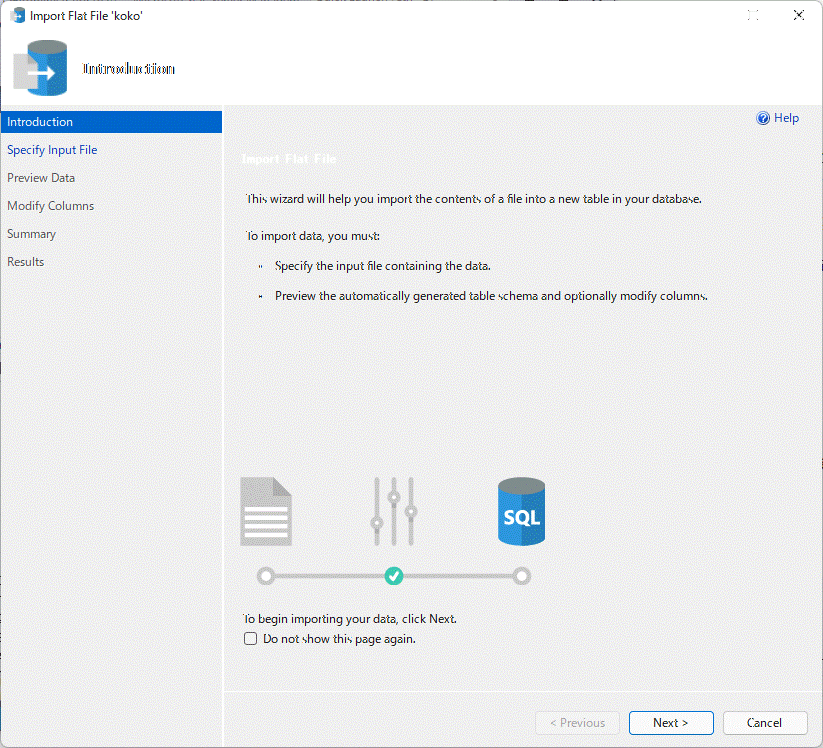 Import Flat File 'koko'
Introduction
Introduction
Specify Input File
Preview Data
Modify Columns
Summary
Results
Help
Import Flat File
This wizard will help you import the contents of a file into a new table in your database.
To import data, you must:
• Specify the input file containing the data.
• Preview the automatically generated table schema and optionally modify columns.
SQL
To begin importing your data, click Next.
Do not show this page again.
< Previous
Next >
Cancel